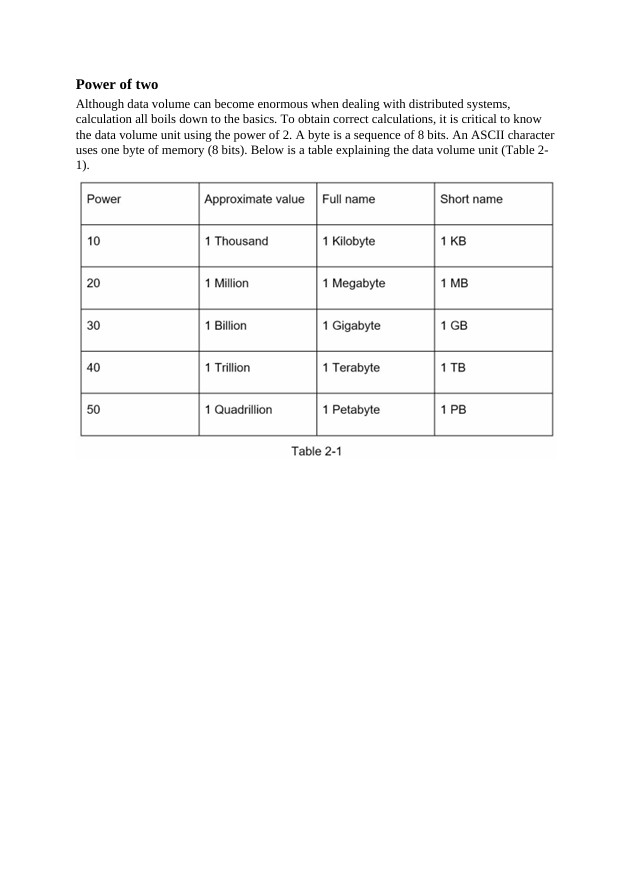 Power of two
Although data volume can become enormous when dealing with distributed systems,
calculation all boils down to the basics. To obtain correct calculations, it is critical to know
the data volume unit using the power of 2. A byte is a sequence of 8 bits. An ASCII character
uses one byte of memory (8 bits). Below is a table explaining the data volume unit (Table 2-
1).
Power Approximate value Full name Short name
10 1 Thousand 1 Kilobyte 1 KB
20 1 Million 1 Megabyte 1 MB
30 1 Billion 1 Gigabyte 1 GB
40 1 Trillion 1 Terabyte 1 TB
50 1 Quadrillion 1 Petabyte 1 PB
Table 2-1